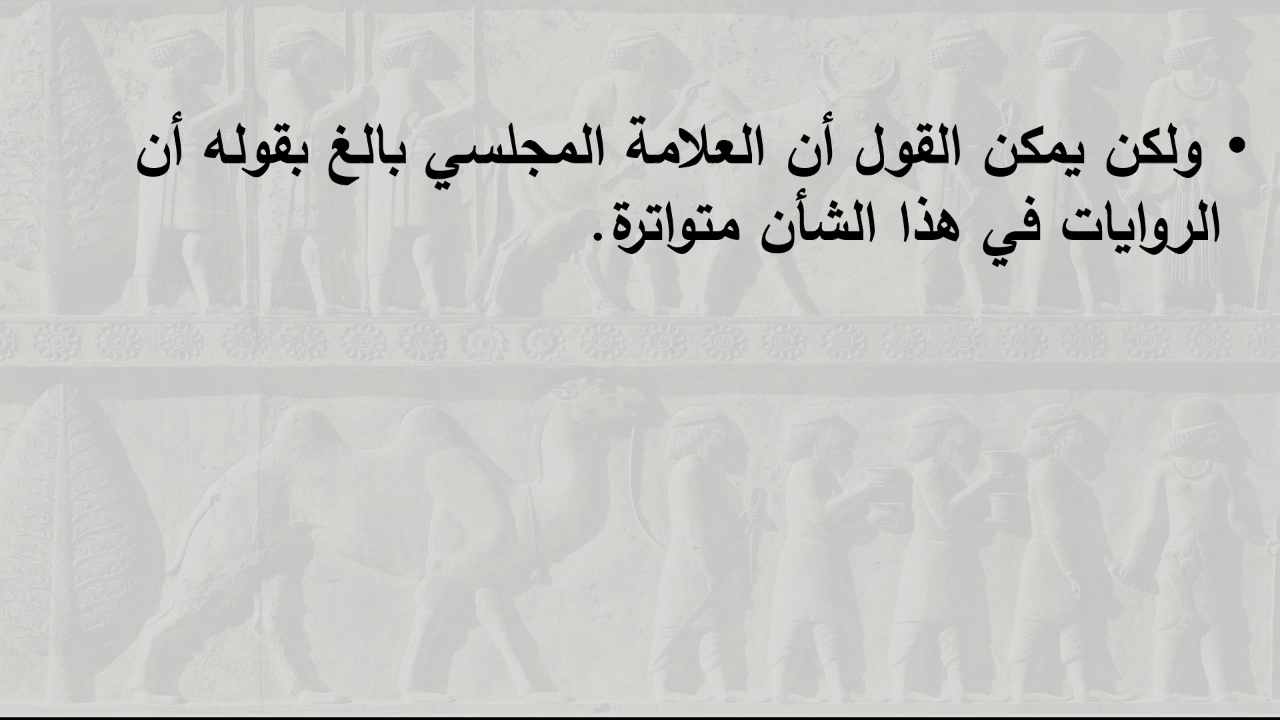 • ولكن يمكن القول أن العلامة المجلسي بالغ بقوله أن
الروايات في هذا الشأن متواترة.